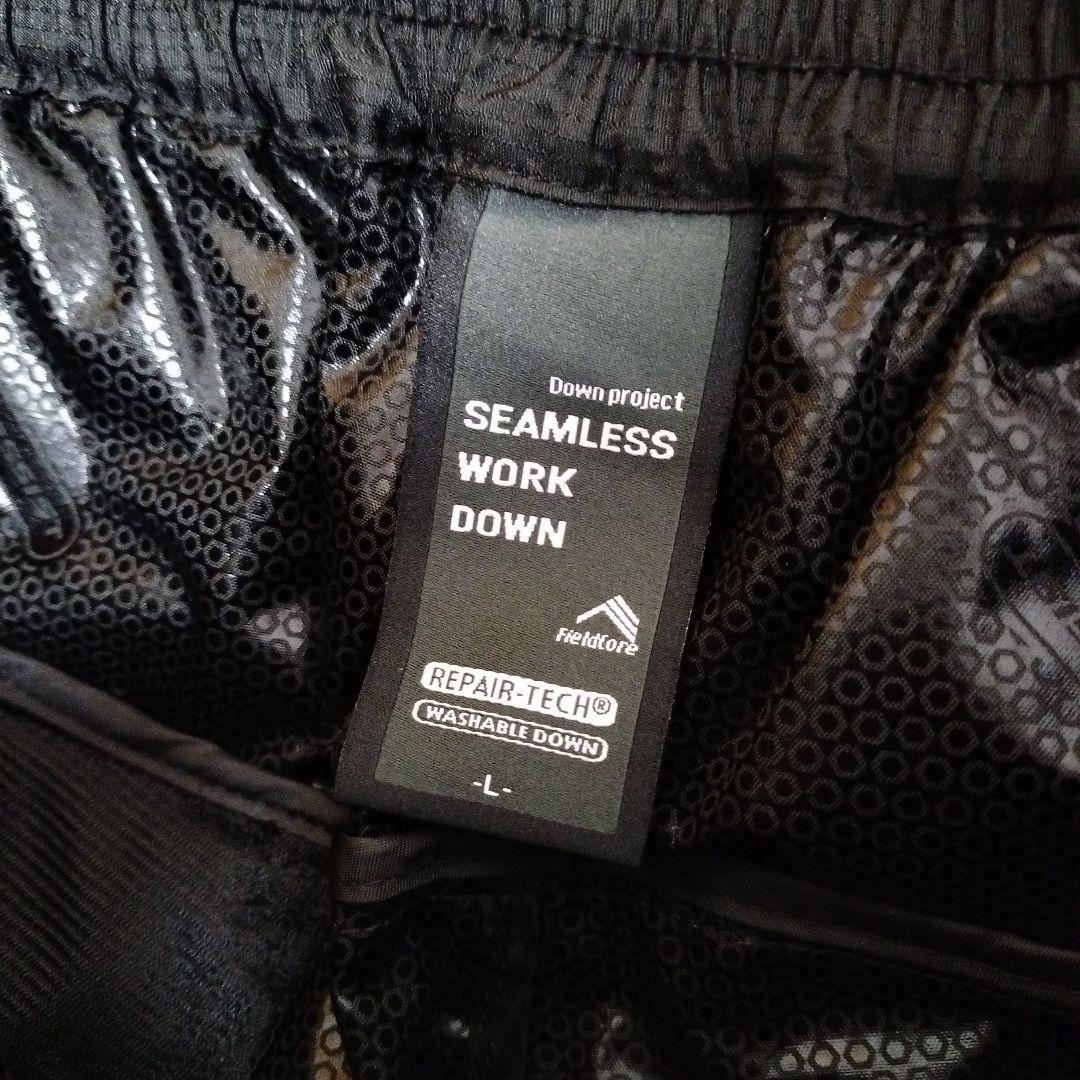 Down project
SEAMLESS
WORK
DOWN
FieldCore
REPAIR-TECH®
WASHABLE DOWN
-L-